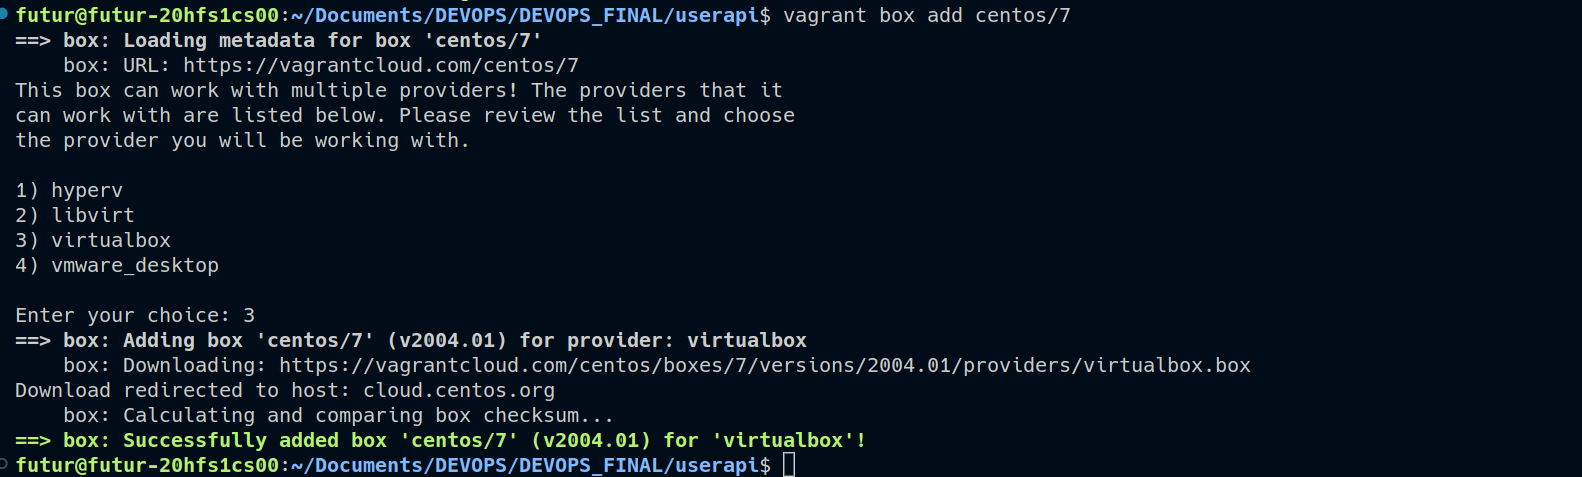 futur@futur-20hfs1cs00:~/Documents/DEVOPS/DEVOPS_FINAL/userapi$ vagrant box add centos/7
==> box: Loading metadata for box 'centos/7'
    box: URL: https://vagrantcloud.com/centos/7
This box can work with multiple providers! The providers that it
can work with are listed below. Please review the list and choose
the provider you will be working with.

1) hyperv
2) libvirt
3) virtualbox
4) vmware_desktop

Enter your choice: 3
==> box: Adding box 'centos/7' (v2004.01) for provider: virtualbox
    box: Downloading: https://vagrantcloud.com/centos/boxes/7/versions/2004.01/providers/virtualbox.box
Download redirected to host: cloud.centos.org
    box: Calculating and comparing box checksum...
==> box: Successfully added box 'centos/7' (v2004.01) for 'virtualbox'!
futur@futur-20hfs1cs00:~/Documents/DEVOPS/DEVOPS_FINAL/userapi$